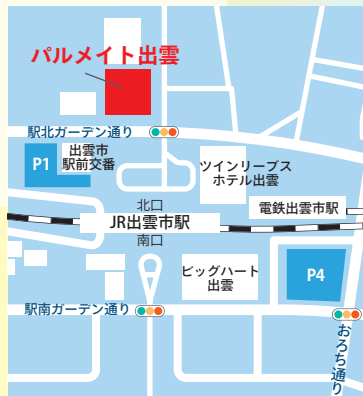 パルメイト出雲
駅北ガーデン通り
P1
出雲市
駅前交番
ツインリーブス
ホテル出雲
北口
電鉄出雲市駅
JR出雲市駅
南口
ビッグハート
出雲
P4
駅南ガーデン通り
おろち通り